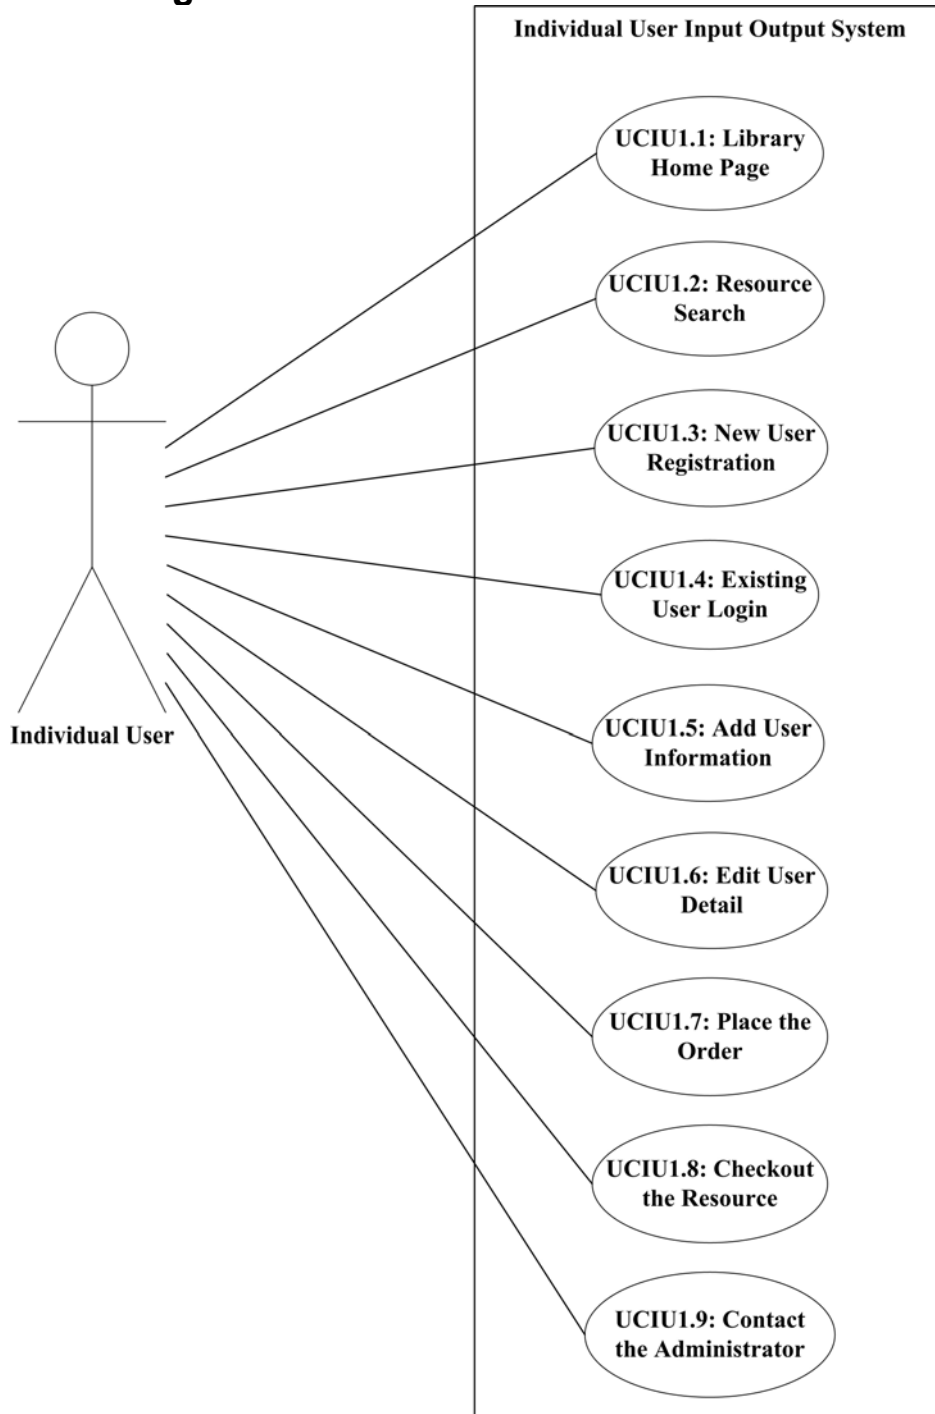 Individual User Input Output System
UCIU1.1: Library
Home Page
UCIU1.2: Resource
Search
UCIU1.3: New User
Registration
UCIU1.4: Existing
User Login
Individual User
UCIU1.5: Add User
Information
UCIU1.6: Edit User
Detail
UCIU1.7: Place the
Order
UCIU1.8: Checkout
the Resource
UCIU1.9: Contact
the Administrator